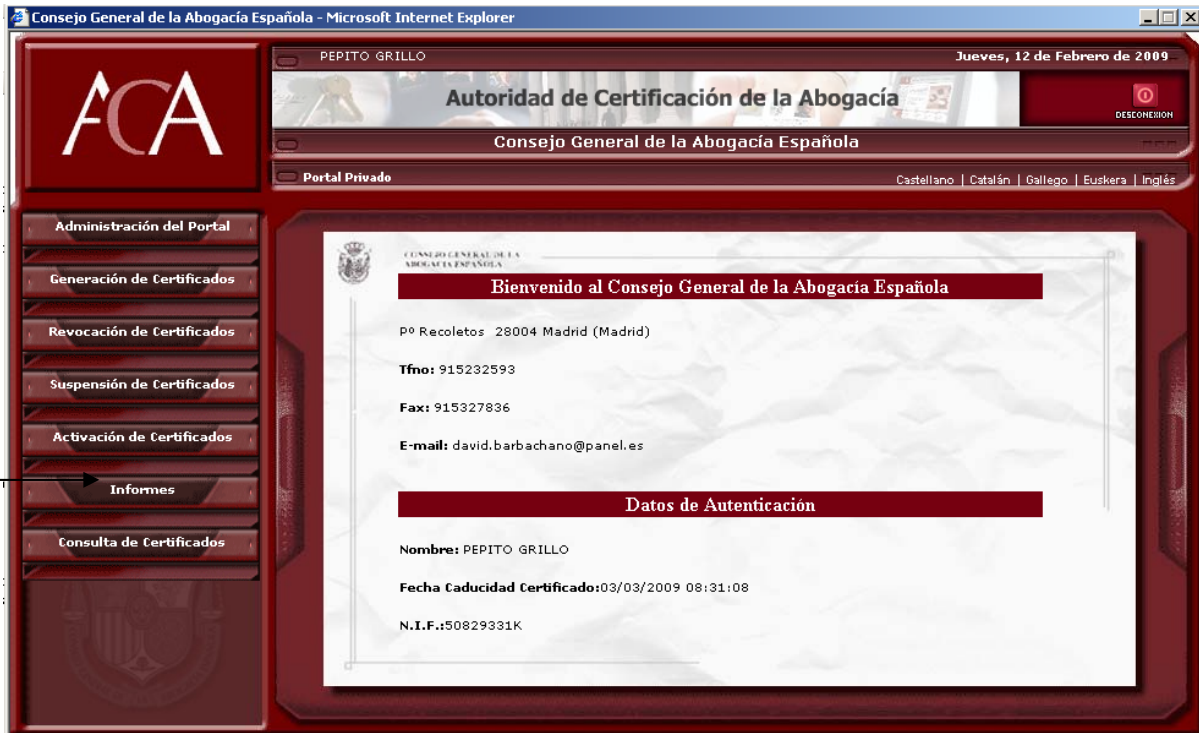 Consejo General de la Abogacía Española - Microsoft Internet Explorer
ACA
PEPITO GRILLO
Jueves, 12 de Febrero de 2009
Autoridad de Certificación de la Abogacía
DESCONEXION
Consejo General de la Abogacía Española
Portal Privado
Castellano | Catalán | Gallego | Euskera | Inglés
Administración del Portal
Generación de Certificados
Revocación de Certificados
Suspensión de Certificados
Activación de Certificados
Informes
Consulta de Certificados
CONSEJO GENERAL DE LA
ABOGACÍA ESPAÑOLA
Bienvenido al Consejo General de la Abogacía Española
Pº Recoletos 28004 Madrid (Madrid)
Tfno: 915232593
Fax: 915327836
E-mail: david.barbachano@panel.es
Datos de Autenticación
Nombre: PEPITO GRILLO
Fecha Caducidad Certificado:03/03/2009 08:31:08
N.I.F.:50829331K